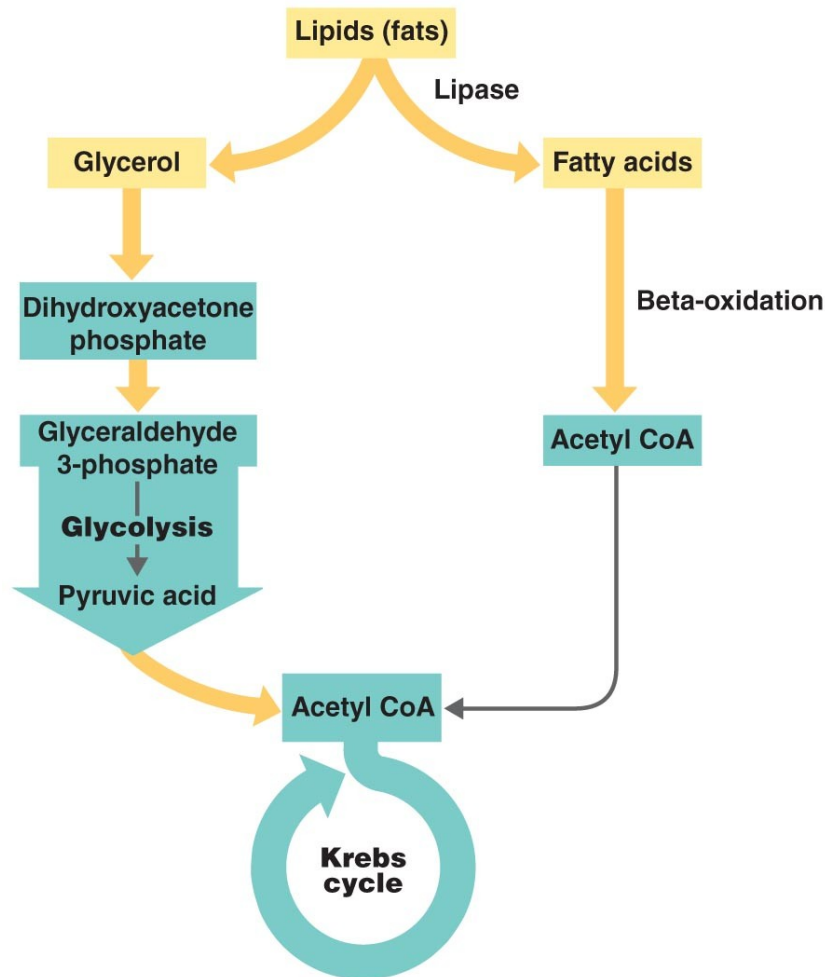 Lipids (fats)
Lipase
Glycerol
Fatty acids
Dihydroxyacetone
phosphate
Beta-oxidation
Glyceraldehyde
3-phosphate
Acetyl CoA
Glycolysis
Pyruvic acid
Acetyl CoA
Krebs
cycle